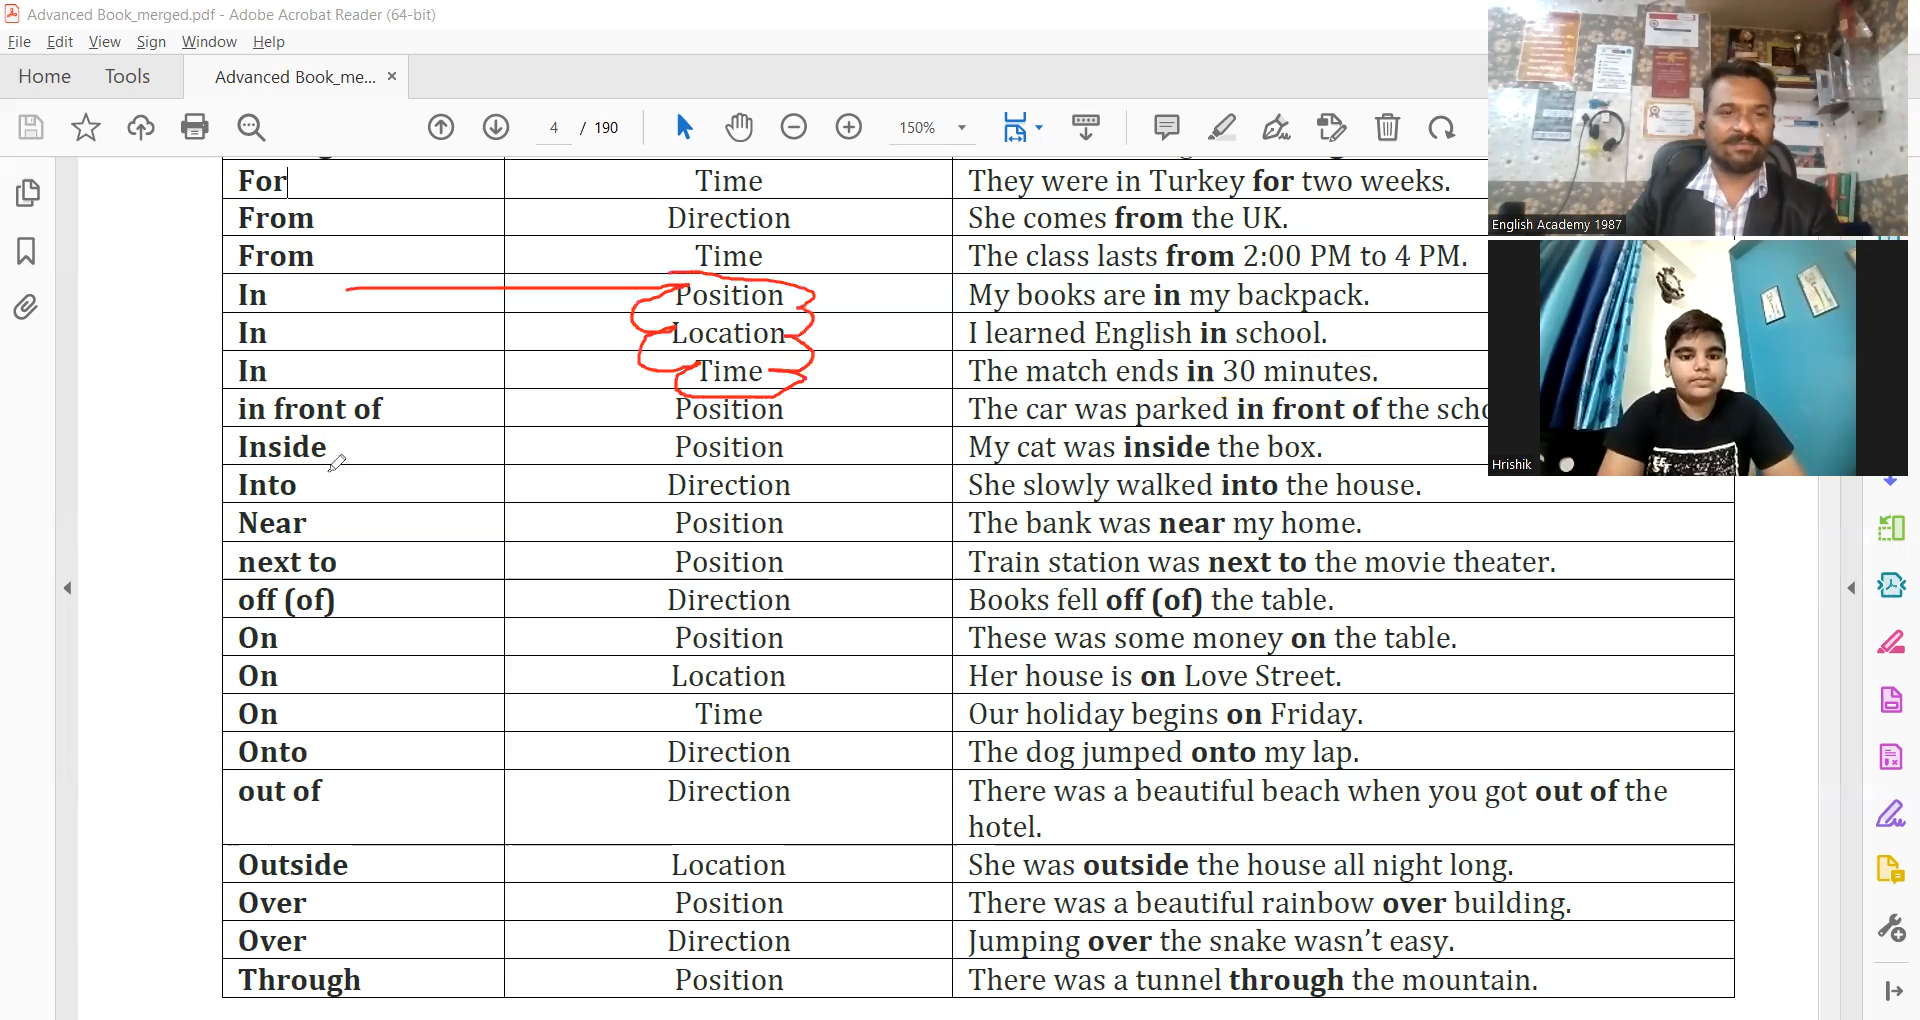 Advanced Book_merged.pdf - Adobe Acrobat Reader (64-bit)
File Edit View Sign Window Help
Home Tools Advanced Book_me... ×
4 / 190 150%
For Time They were in Turkey for two weeks.
From Direction She comes from the UK.
From Time The class lasts from 2:00 PM to 4 PM.
In Position My books are in my backpack.
In Location I learned English in school.
In Time The match ends in 30 minutes.
in front of Position The car was parked in front of the scho
Inside Position My cat was inside the box.
Into Direction She slowly walked into the house.
Near Position The bank was near my home.
next to Position Train station was next to the movie theater.
off (of) Direction Books fell off (of) the table.
On Position These was some money on the table.
On Location Her house is on Love Street.
On Time Our holiday begins on Friday.
Onto Direction The dog jumped onto my lap.
out of Direction There was a beautiful beach when you got out of the
hotel.
Outside Location She was outside the house all night long.
Over Position There was a beautiful rainbow over building.
Over Direction Jumping over the snake wasn't easy.
Through Position There was a tunnel through the mountain.
English Academy 1987
Hrishik